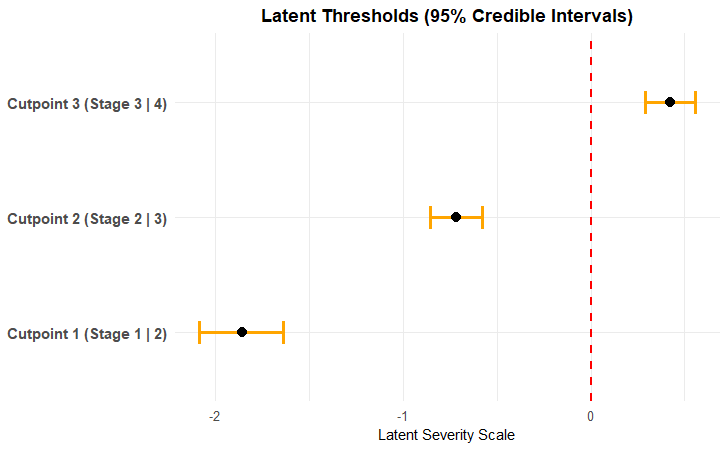 Latent Thresholds (95% Credible Intervals)
Cutpoint 3 (Stage 3 | 4)
Cutpoint 2 (Stage 2 | 3)
Cutpoint 1 (Stage 1 | 2)
-2 -1 0
Latent Severity Scale